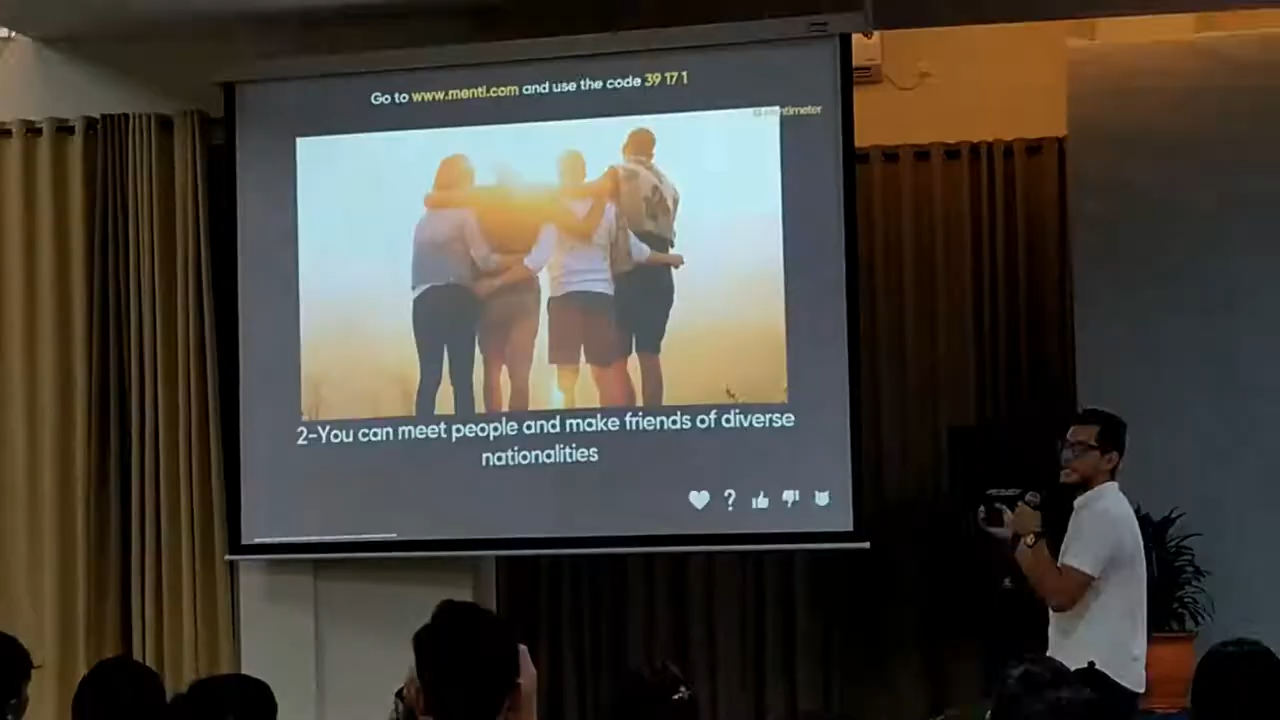 Go to www.menti.com and use the code 39 17 1
Mentimeter
2-You can meet people and make friends of diverse
nationalities
?